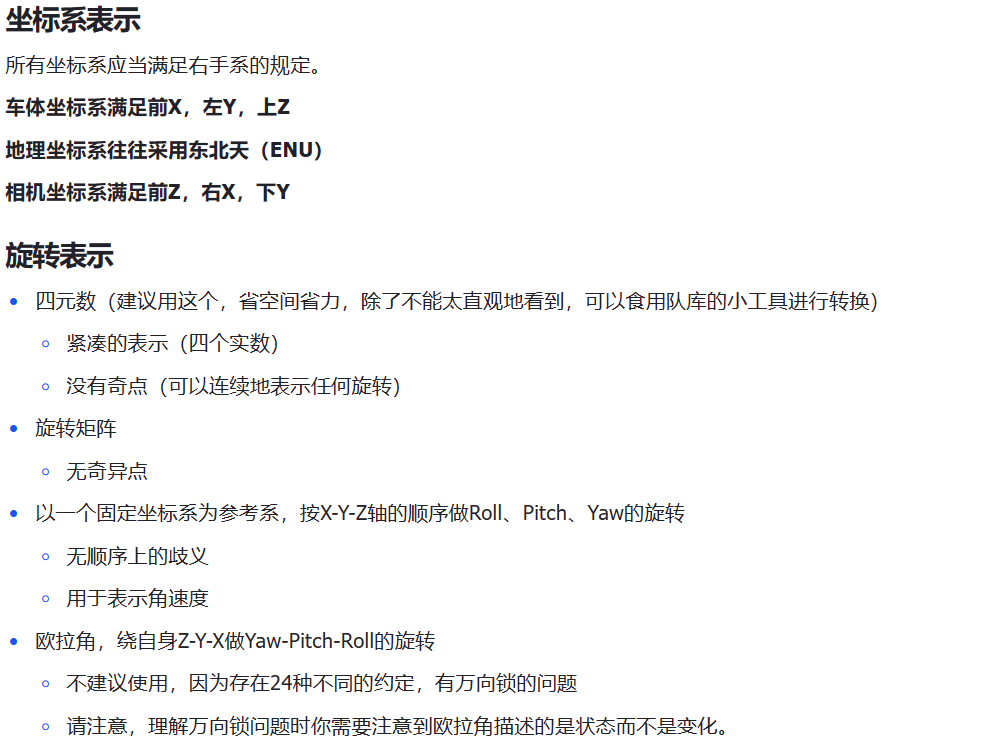 坐标系表示
所有坐标系应当满足右手系的规定。
车体坐标系满足前X，左Y，上Z
地理坐标系往往采用东北天（ENU）
相机坐标系满足前Z，右X，下Y
旋转表示
四元数（建议用这个，省空间省力，除了不能太直观地看到，可以食用队库的小工具进行转换）
紧凑的表示（四个实数）
没有奇点（可以连续地表示任何旋转）
旋转矩阵
无奇异点
以一个固定坐标系为参考系，按X-Y-Z轴的顺序做Roll、Pitch、Yaw的旋转
无顺序上的歧义
用于表示角速度
欧拉角，绕自身Z-Y-X做Yaw-Pitch-Roll的旋转
不建议使用，因为存在24种不同的约定，有万向锁的问题
请注意，理解万向锁问题时你需要注意到欧拉角描述的是状态而不是变化。